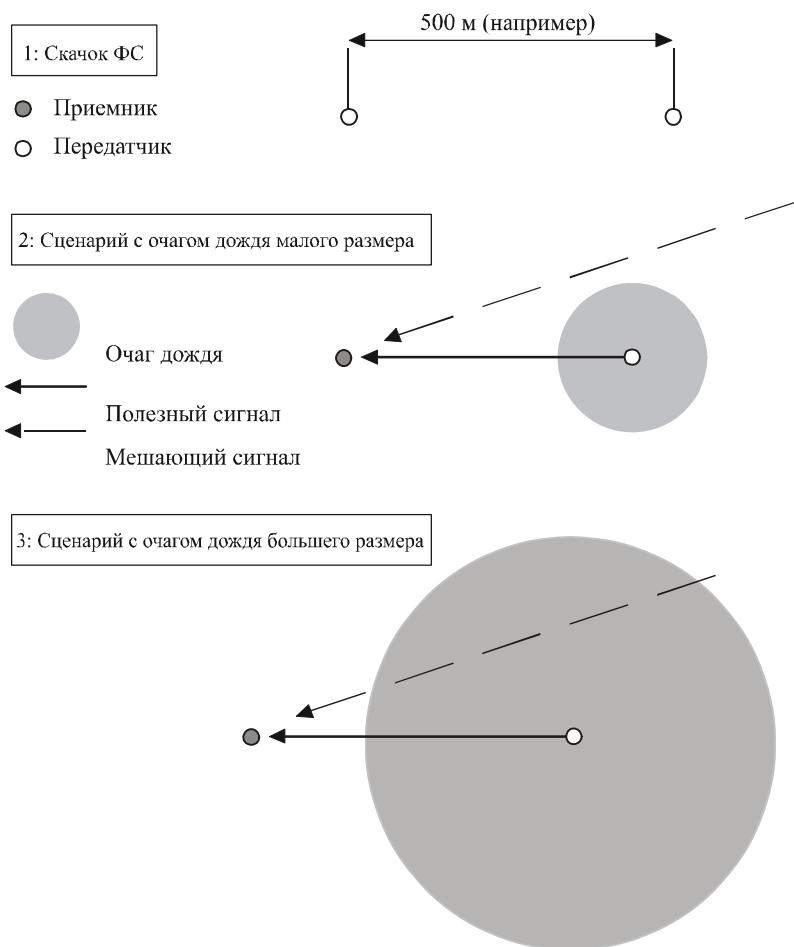 500 м (например)
1: Скачок ФС
Приемник
Передатчик
2: Сценарий с очагом дождя малого размера
Очаг дождя
Полезный сигнал
Мешающий сигнал
3: Сценарий с очагом дождя большего размера